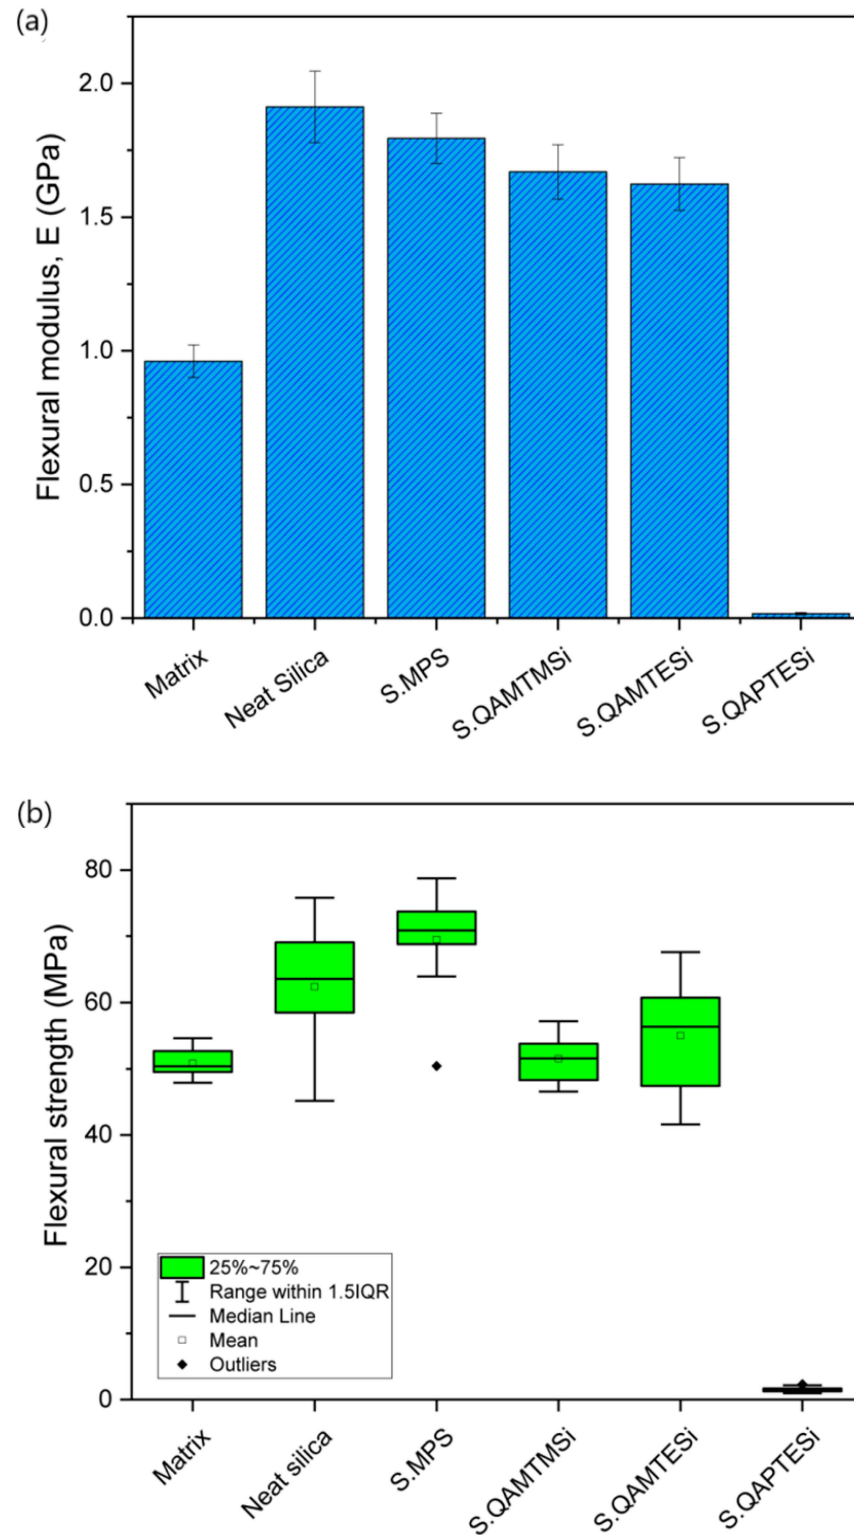 (a)
Flexural modulus, E (GPa)
2.0
1.5
1.0
0.5
0.0
Matrix
Neat Silica
S.MPS
S.QAMTMSi
S.QAMTESi
S.QAPTESi
(b)
Flexural strength (MPa)
80
60
40
20
0
25%~75%
Range within 1.5IQR
Median Line
Mean
Outliers
Matrix
Neat silica
S.MPS
S.QAMTMSi
S.QAMTESi
S.QAPTESi